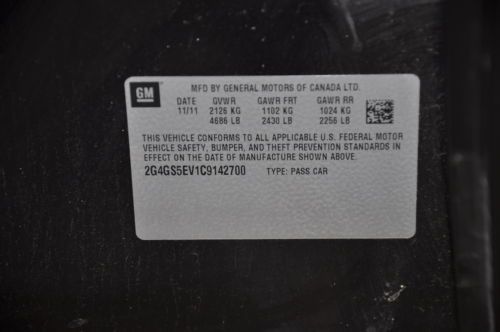 GM
MFD BY GENERAL MOTORS OF CANADA LTD.
DATE GVWR GAWR FRT GAWR RR
11/11 2126 KG 1102 KG 1024 KG
4686 LB 2430 LB 2256 LB
THIS VEHICLE CONFORMS TO ALL APPLICABLE U.S. FEDERAL MOTOR
VEHICLE SAFETY, BUMPER, AND THEFT PREVENTION STANDARDS IN
EFFECT ON THE DATE OF MANUFACTURE SHOWN ABOVE.
2G4GS5EV1C9142700 TYPE: PASS CAR